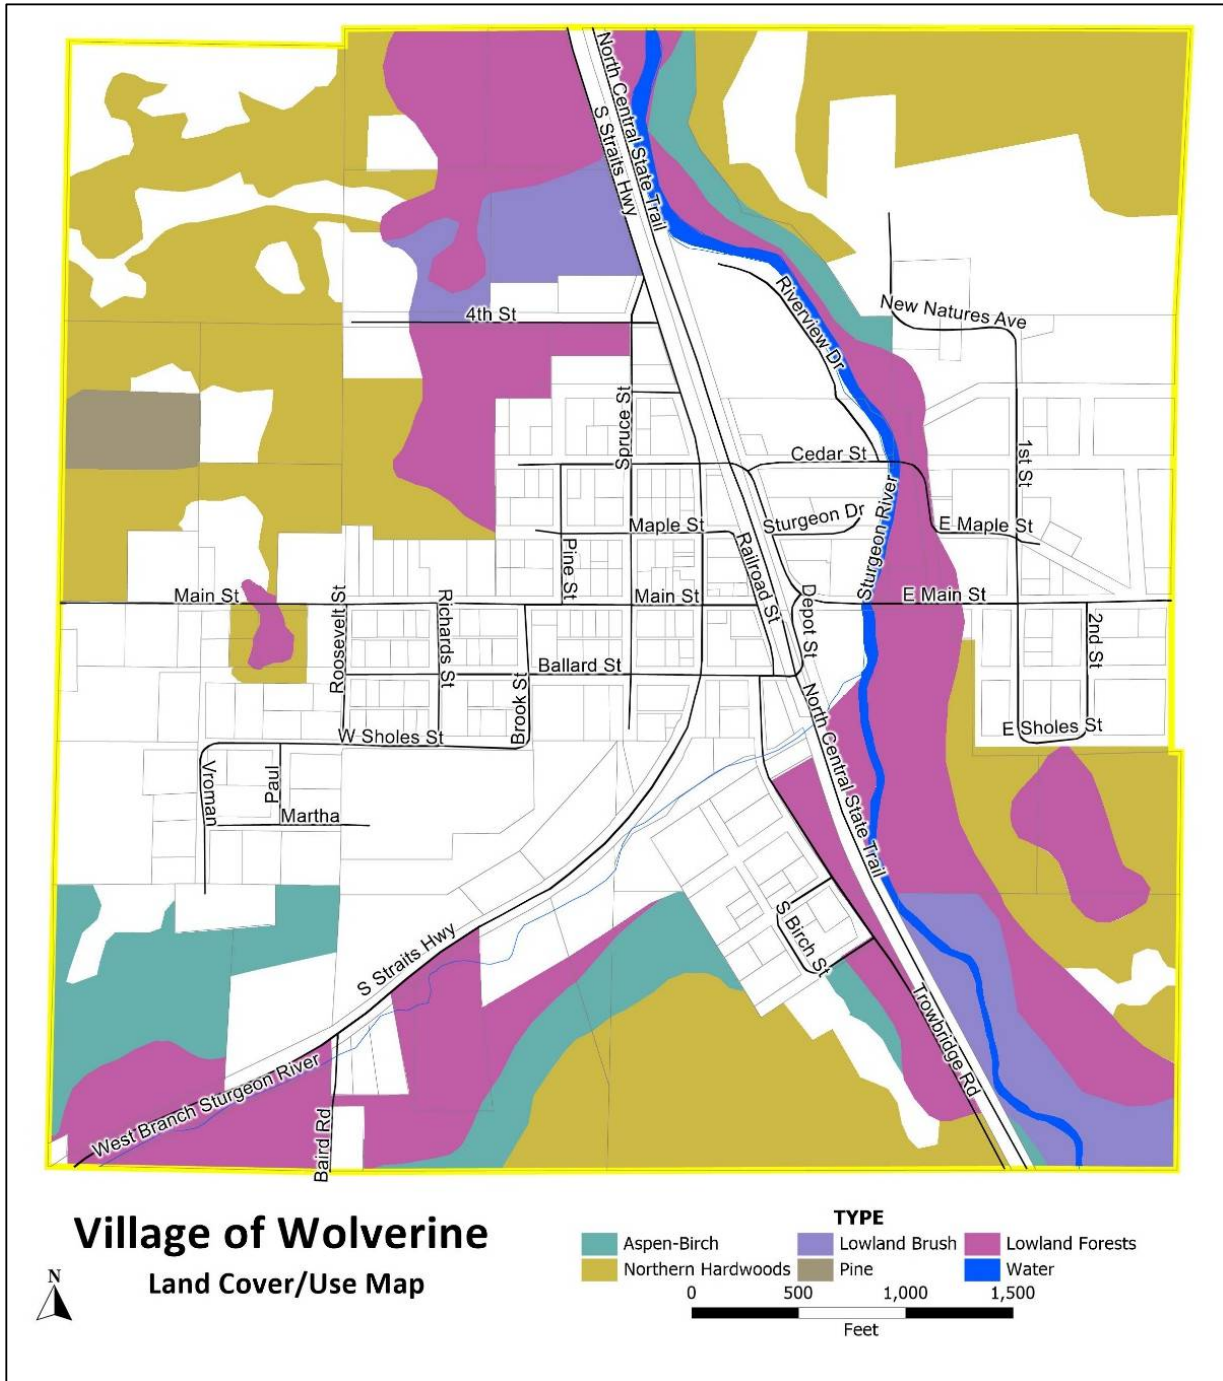 North Central State Trail
S Straits Hwy
Riverview Dr
New Natures Ave
4th St
Spruce St
Cedar St
1st St
Sturgeon River
Maple St
Sturgeon Dr
E Maple St
Pine St
Railroad St
Main St
Roosevelt St
Richards St
Main St
Depot St
E Main St
2nd St
Ballard St
Brook St
W Sholes St
North Central State Trail
E Sholes St
Vroman
Paul
Martha
S Birch St
S Straits Hwy
Trowbridge Rd
West Branch Sturgeon River
Baird Rd
Village of Wolverine
Land Cover/Use Map
N
TYPE
Aspen-Birch
Lowland Brush
Lowland Forests
Northern Hardwoods
Pine
Water
0 500 1,000 1,500
Feet